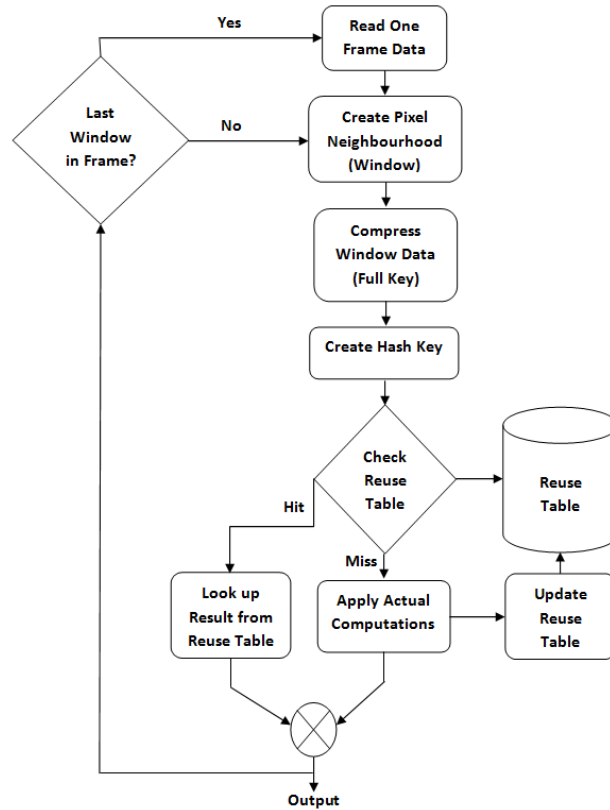 Yes
Read One
Frame Data
Last
Window
in Frame?
No
Create Pixel
Neighbourhood
(Window)
Compress
Window Data
(Full Key)
Create Hash Key
Check
Reuse
Table
Reuse
Table
Hit
Miss
Look up
Result from
Reuse Table
Apply Actual
Computations
Update
Reuse
Table
Output